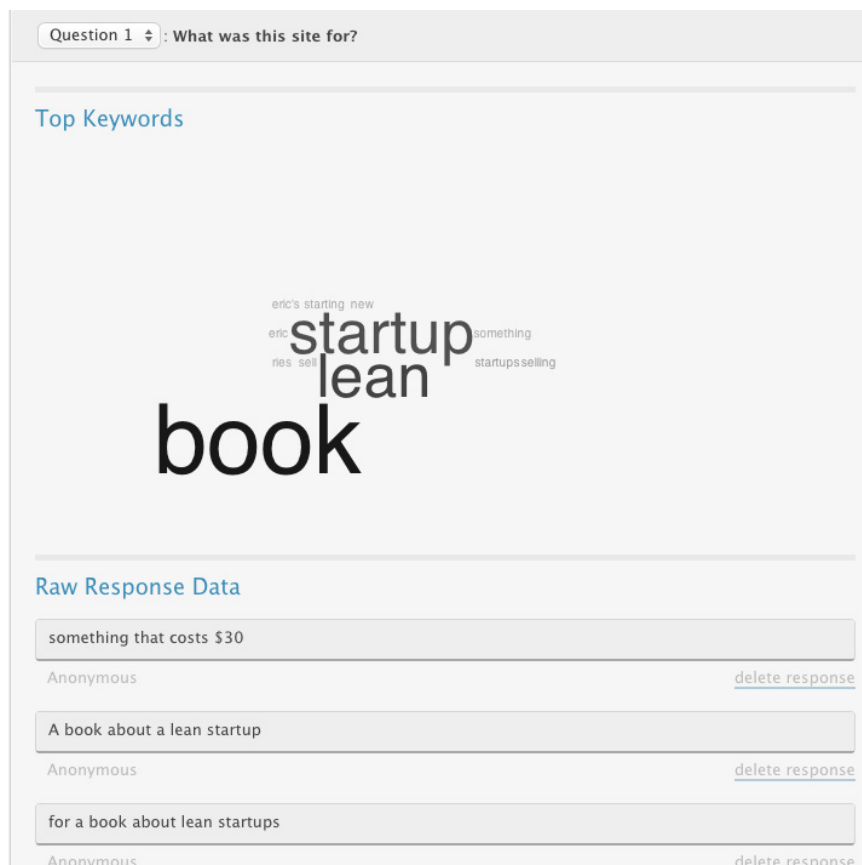 Question 1 : What was this site for?
Top Keywords
eric's starting new
eric startup something
ries sell lean startups selling
book
Raw Response Data
something that costs $30
Anonymous delete response
A book about a lean startup
Anonymous delete response
for a book about lean startups
Anonymous delete response